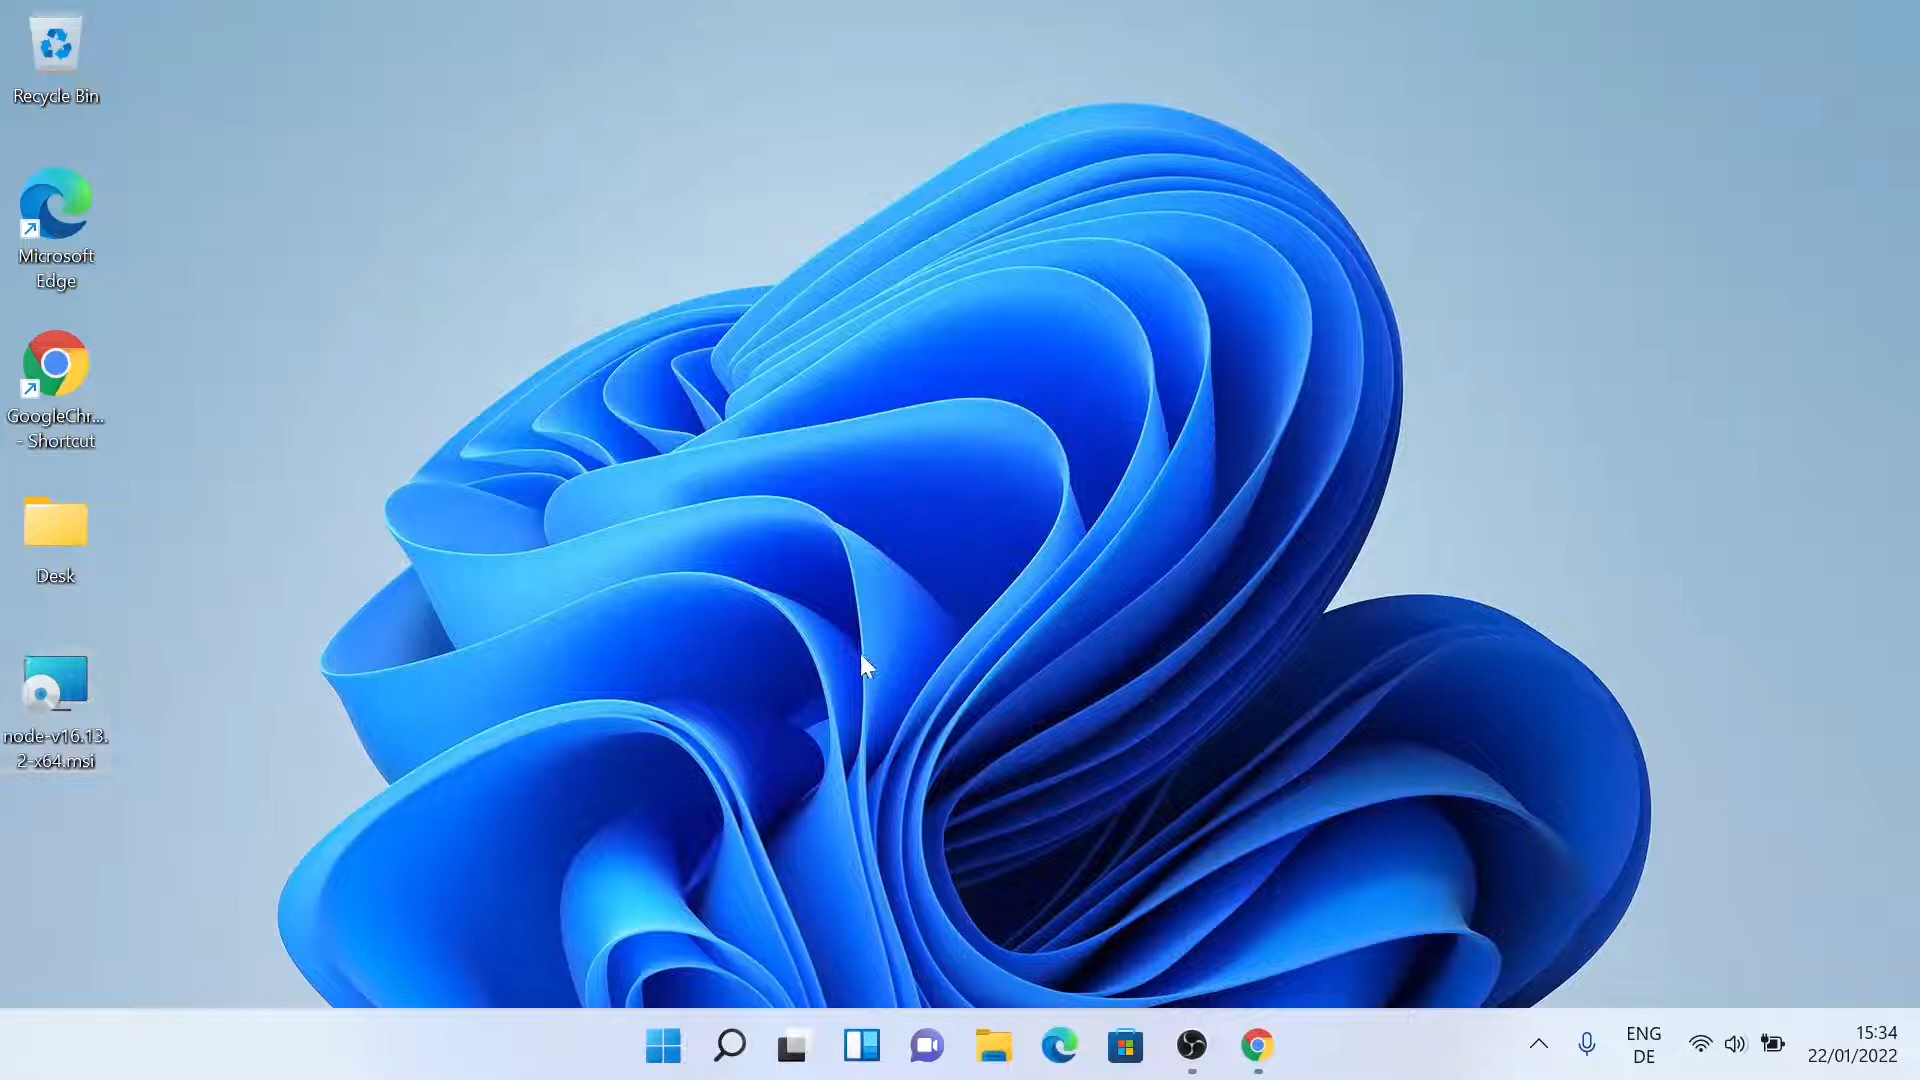 Recycle Bin
Microsoft
Edge
GoogleChr...
- Shortcut
Desk
node-v16.13.
2-x64.msi
ENG
DE
15:34
22/01/2022